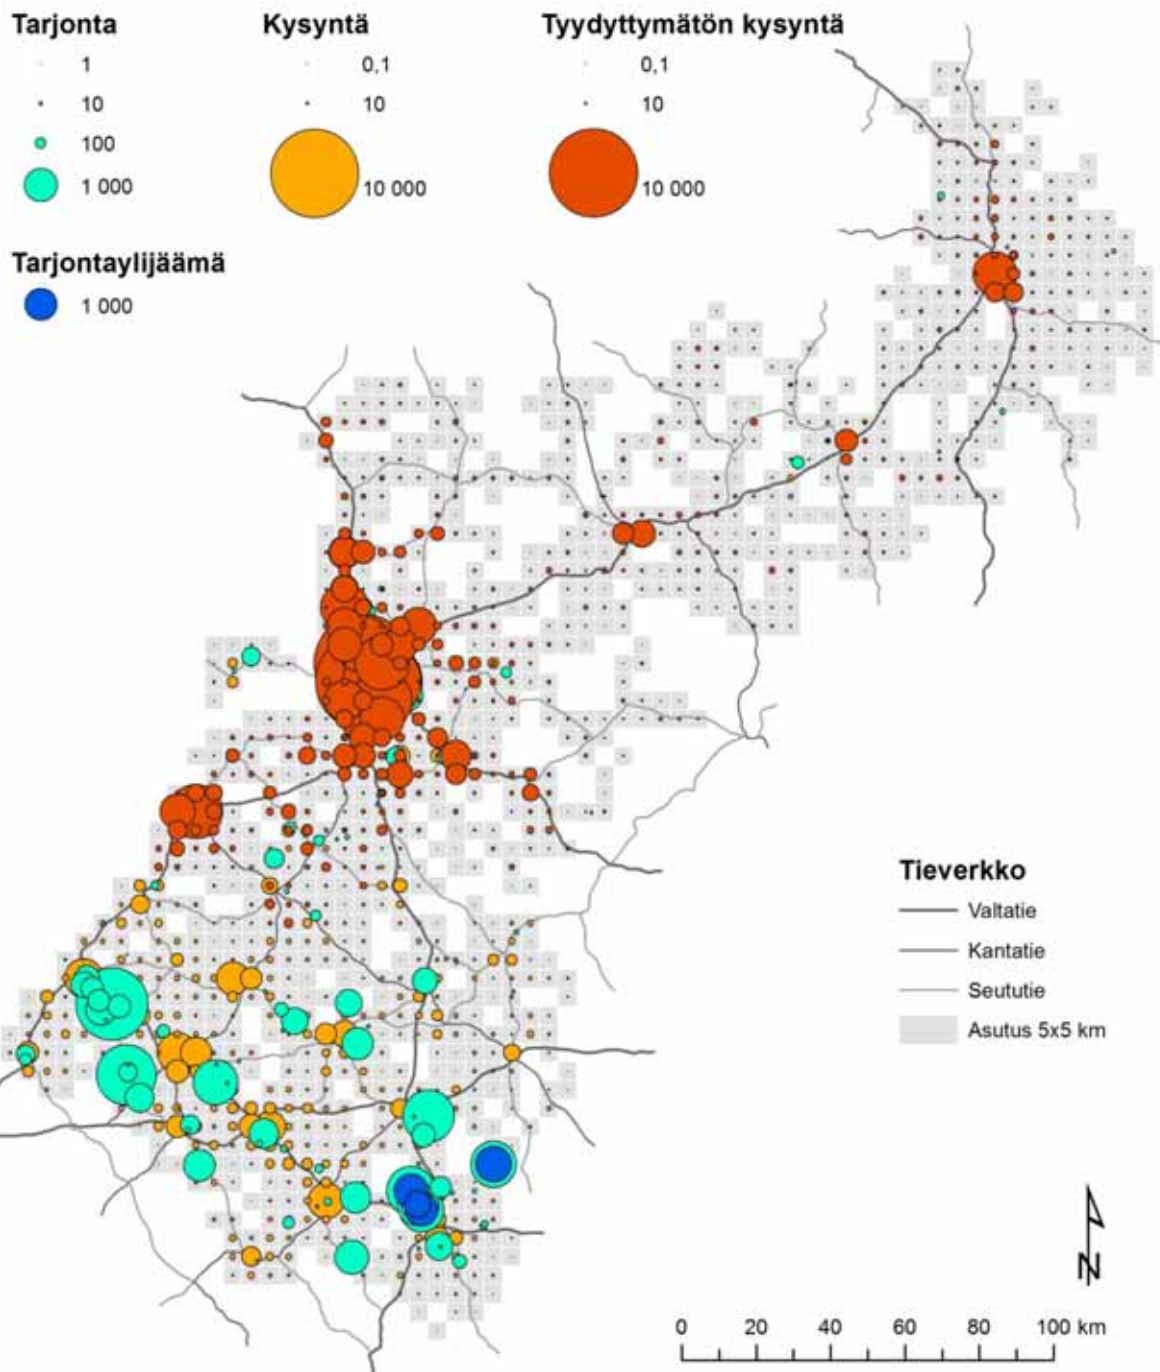 Tarjonta
1
10
100
1 000
Kysyntä
0,1
10
10 000
Tyydyttymätön kysyntä
0,1
10
10 000
Tarjontaylijäämä
1 000
Tieverkko
Valtatie
Kantatie
Seututie
Asutus 5x5 km
N
0 20 40 60 80 100 km